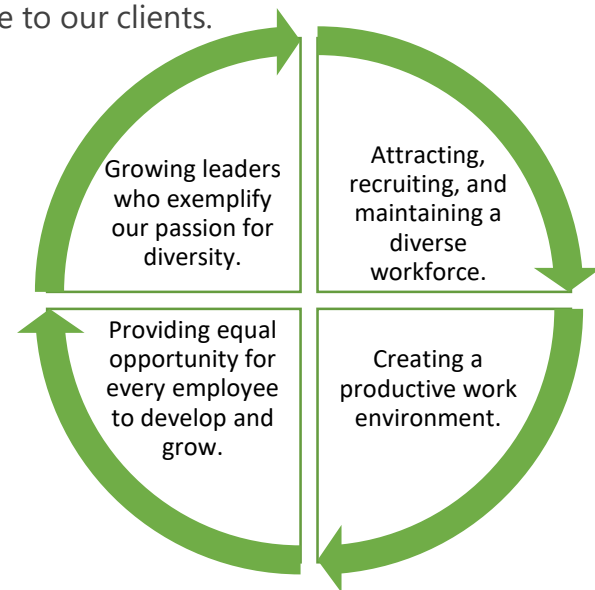 e to our clients.
Growing leaders
who exemplify
our passion for
diversity.
Attracting,
recruiting, and
maintaining a
diverse
workforce.
Providing equal
opportunity for
every employee
to develop and
grow.
Creating a
productive work
environment.